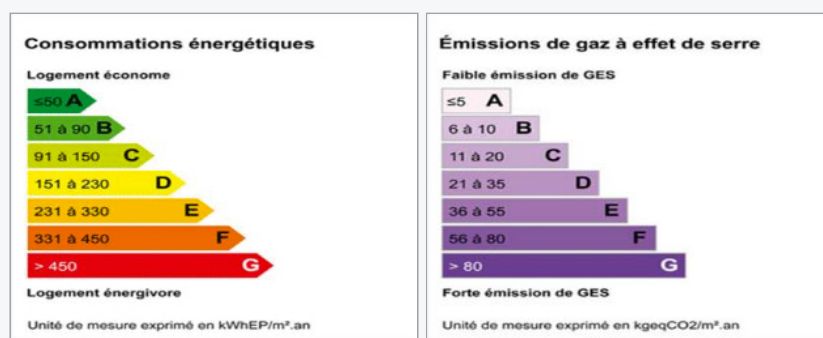 Consommations énergétiques
Logement économe
≤50 A
51 à 90 B
91 à 150 C
151 à 230 D
231 à 330 E
331 à 450 F
> 450 G
Logement énergivore
Unité de mesure exprimé en kWhEP/m².an
Émissions de gaz à effet de serre
Faible émission de GES
≤5 A
6 à 10 B
11 à 20 C
21 à 35 D
36 à 55 E
56 à 80 F
> 80 G
Forte émission de GES
Unité de mesure exprimé en kgeqCO2/m².an